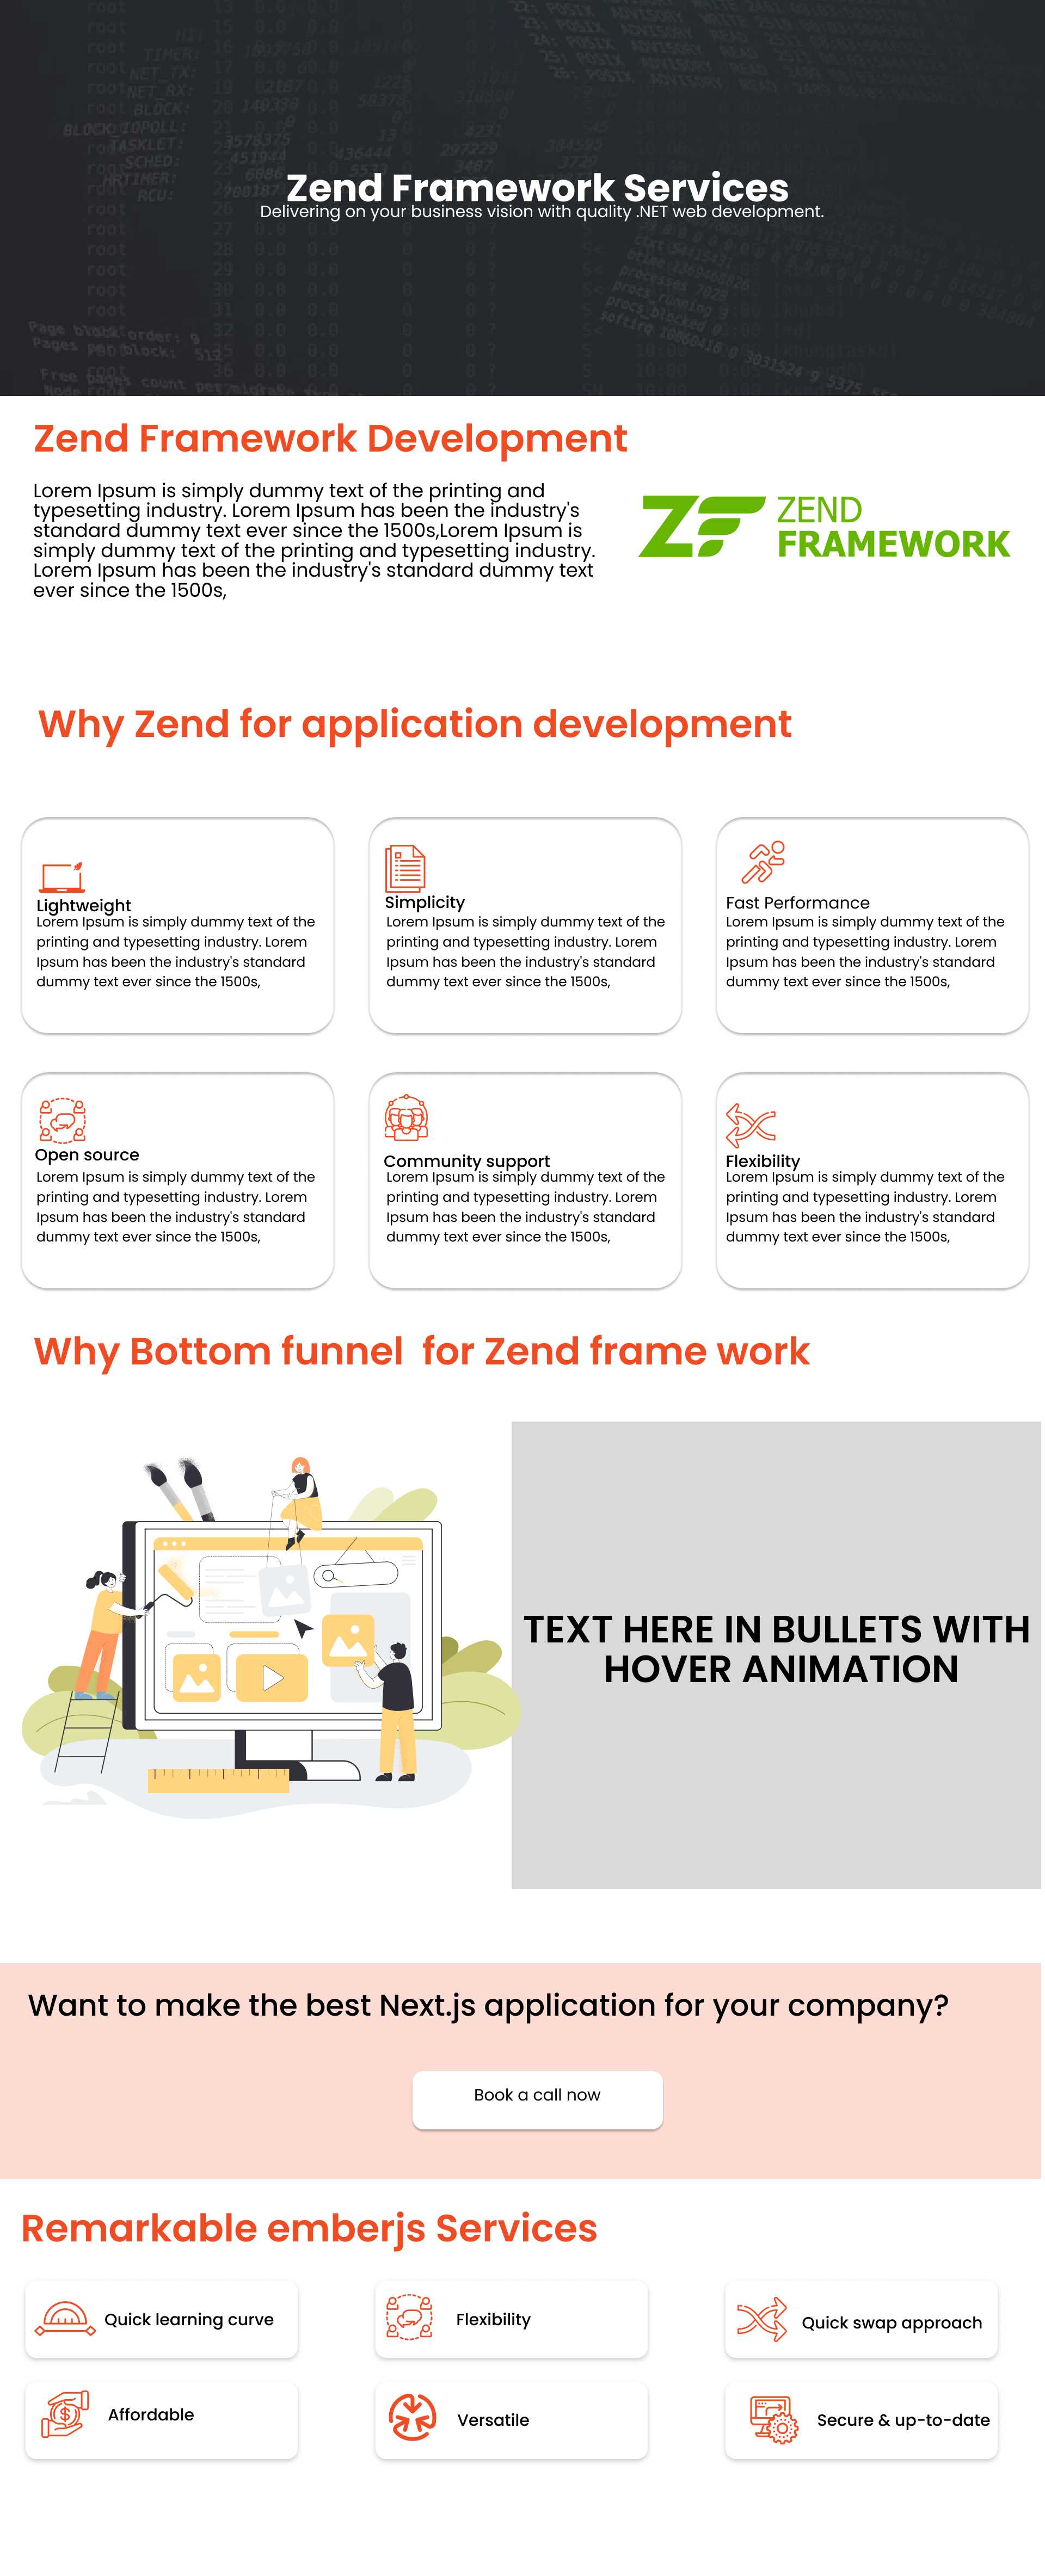 Zend Framework Services
Delivering on your business vision with quality .NET web development.
Zend Framework Development
Lorem Ipsum is simply dummy text of the printing and
typesetting industry. Lorem Ipsum has been the industry's
standard dummy text ever since the 1500s,Lorem Ipsum is
simply dummy text of the printing and typesetting industry.
Lorem Ipsum has been the industry's standard dummy text
ever since the 1500s,
ZF ZEND
FRAMEWORK
Why Zend for application development
Lightweight
Lorem Ipsum is simply dummy text of the
printing and typesetting industry. Lorem
Ipsum has been the industry's standard
dummy text ever since the 1500s,
Simplicity
Lorem Ipsum is simply dummy text of the
printing and typesetting industry. Lorem
Ipsum has been the industry's standard
dummy text ever since the 1500s,
Fast Performance
Lorem Ipsum is simply dummy text of the
printing and typesetting industry. Lorem
Ipsum has been the industry's standard
dummy text ever since the 1500s,
Open source
Lorem Ipsum is simply dummy text of the
printing and typesetting industry. Lorem
Ipsum has been the industry's standard
dummy text ever since the 1500s,
Community support
Lorem Ipsum is simply dummy text of the
printing and typesetting industry. Lorem
Ipsum has been the industry's standard
dummy text ever since the 1500s,
Flexibility
Lorem Ipsum is simply dummy text of the
printing and typesetting industry. Lorem
Ipsum has been the industry's standard
dummy text ever since the 1500s,
Why Bottom funnel  for Zend frame work
TEXT HERE IN BULLETS WITH
HOVER ANIMATION
Want to make the best Next.js application for your company?
Book a call now
Remarkable emberjs Services
Quick learning curve
Flexibility
Quick swap approach
Affordable
Versatile
Secure & up-to-date